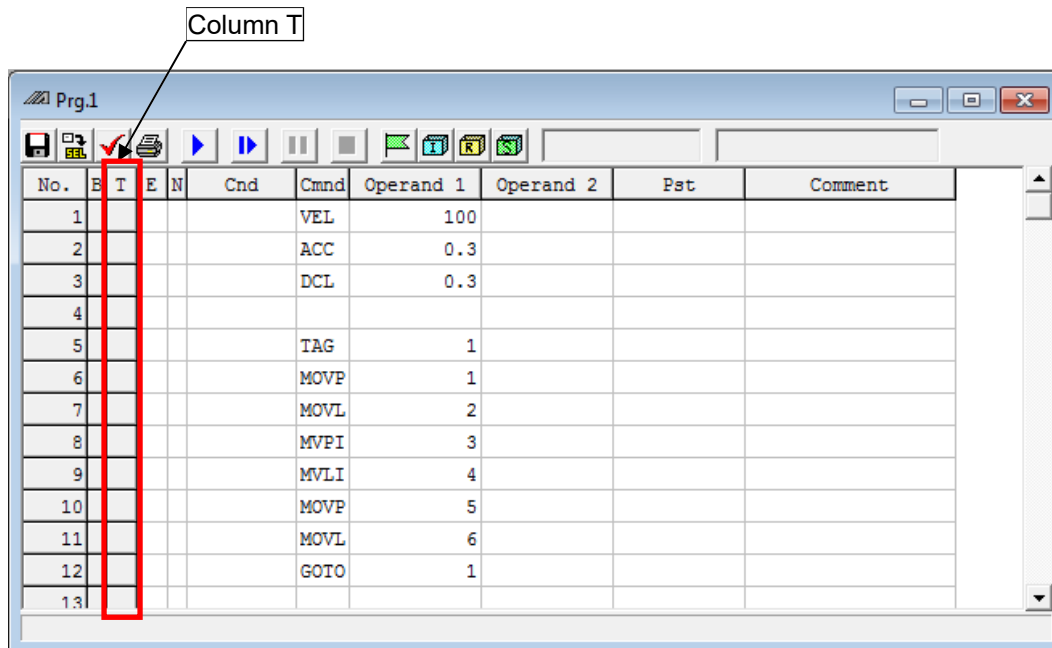 Column T
Prg.1
SEL I R S
No. B T E N Cnd Cmnd Operand 1 Operand 2 Pst Comment
1 VEL 100
2 ACC 0.3
3 DCL 0.3
4
5 TAG 1
6 MOVP 1
7 MOVL 2
8 MVPI 3
9 MVLI 4
10 MOVP 5
11 MOVL 6
12 GOTO 1
13